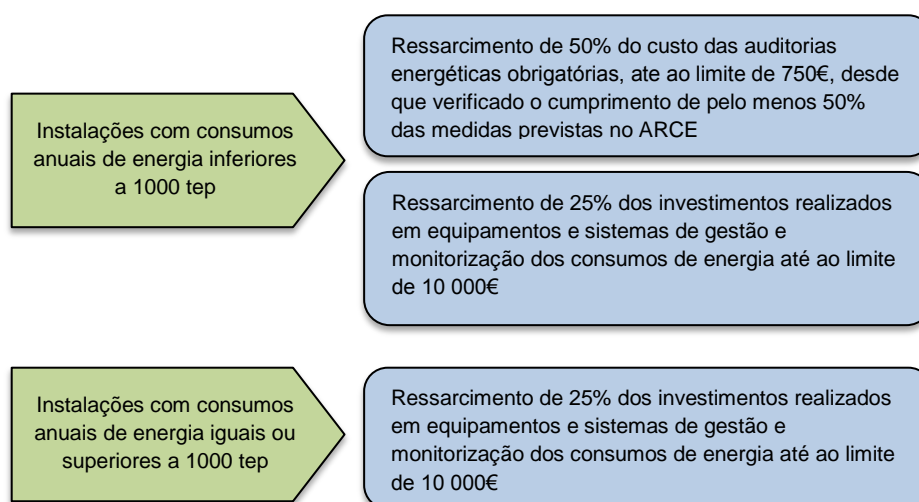 Instalações com consumos
anuais de energia inferiores
a 1000 tep
Ressarcimento de 50% do custo das auditorias
energéticas obrigatórias, ate ao limite de 750€, desde
que verificado o cumprimento de pelo menos 50%
das medidas previstas no ARCE
Ressarcimento de 25% dos investimentos realizados
em equipamentos e sistemas de gestão e
monitorização dos consumos de energia até ao limite
de 10 000€
Instalações com consumos
anuais de energia iguais ou
superiores a 1000 tep
Ressarcimento de 25% dos investimentos realizados
em equipamentos e sistemas de gestão e
monitorização dos consumos de energia até ao limite
de 10 000€